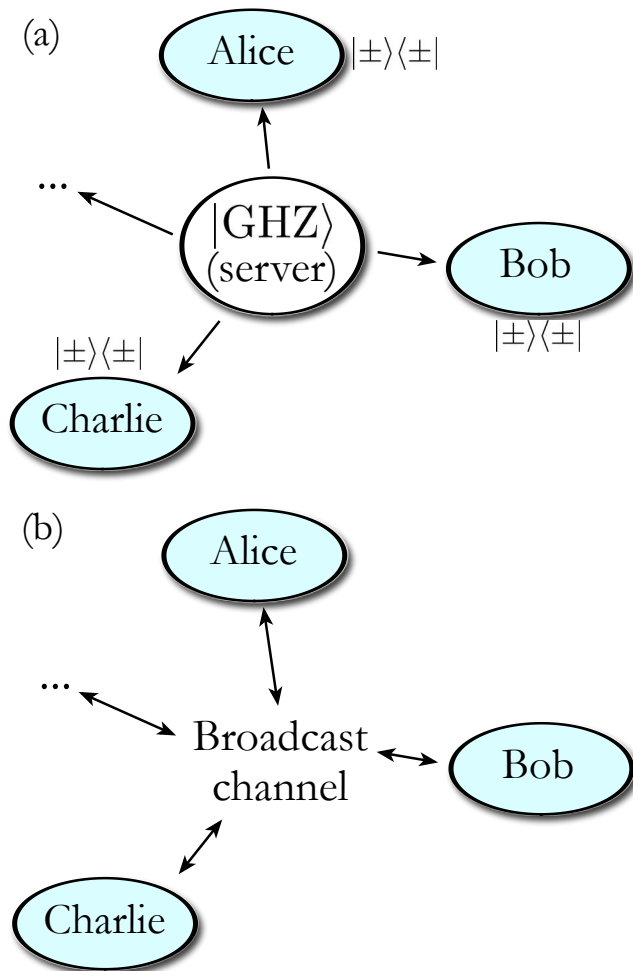 (a)
Alice |±⟩⟨±|
...
|GHZ⟩
(server)
Bob
|±⟩⟨±|
|±⟩⟨±|
Charlie
(b)
Alice
...
Broadcast
channel
Bob
Charlie